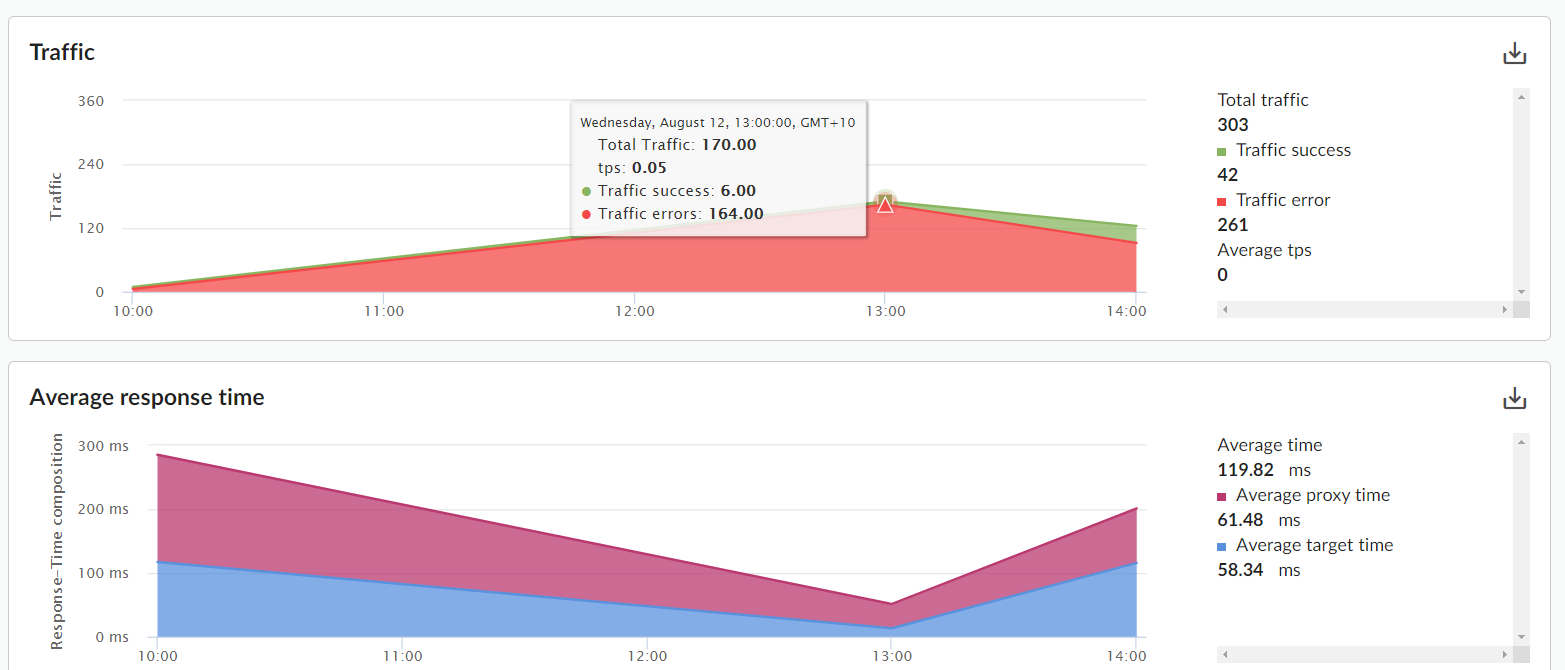 Traffic
360
240
120
0
Traffic
10:00
11:00
12:00
13:00
14:00
Wednesday, August 12, 13:00:00, GMT+10
Total Traffic: 170.00
tps: 0.05
Traffic success: 6.00
Traffic errors: 164.00
Total traffic
303
Traffic success
42
Traffic error
261
Average tps
0
Average response time
300 ms
200 ms
100 ms
0 ms
Response-Time composition
10:00
11:00
12:00
13:00
14:00
Average time
119.82 ms
Average proxy time
61.48 ms
Average target time
58.34 ms